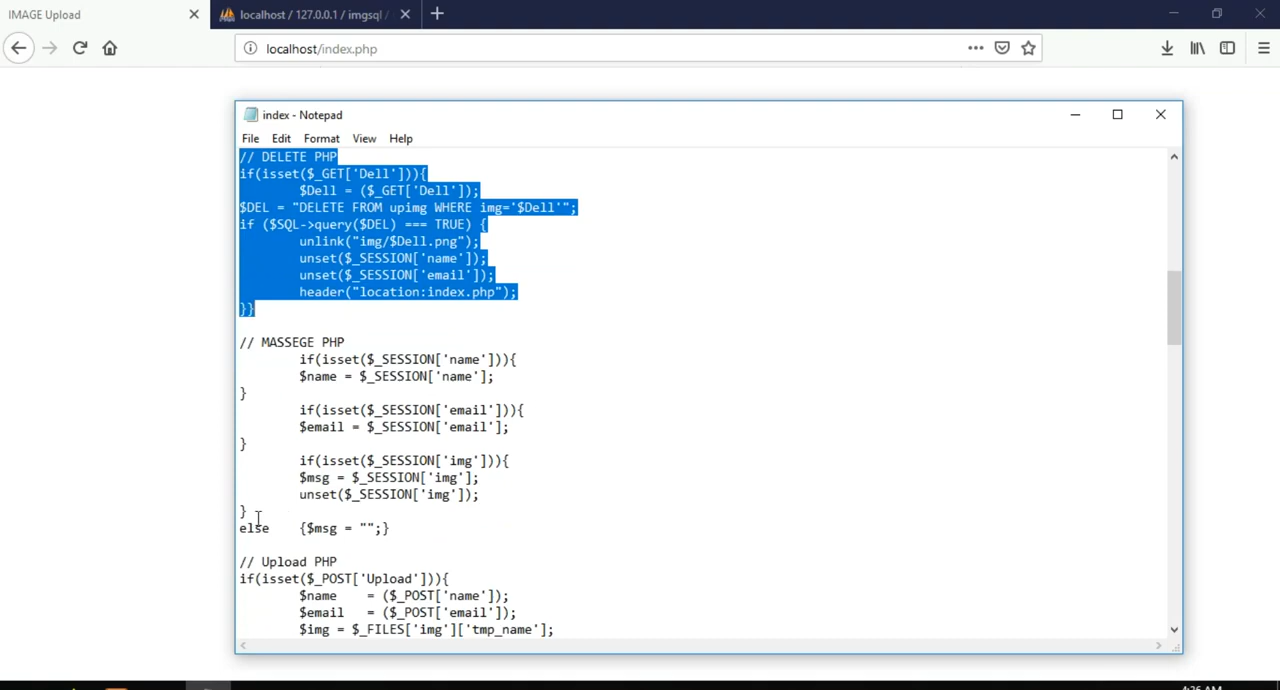 IMAGE Upload
localhost / 127.0.0.1 / imgsql /
localhost/index.php
index - Notepad
File Edit Format View Help
// DELETE PHP
if(isset($_GET['Dell'])){
$Dell = ($_GET['Dell']);
$DEL = "DELETE FROM upimg WHERE img='$Dell'";
if ($SQL->query($DEL) === TRUE) {
unlink("img/$Dell.png");
unset($_SESSION['name']);
unset($_SESSION['email']);
header("location:index.php");
}}
// MASSEGE PHP
if(isset($_SESSION['name'])){
$name = $_SESSION['name'];
}
if(isset($_SESSION['email'])){
$email = $_SESSION['email'];
}
if(isset($_SESSION['img'])){
$msg = $_SESSION['img'];
unset($_SESSION['img']);
}
else {$msg = "";}
// Upload PHP
if(isset($_POST['Upload'])){
$name = ($_POST['name']);
$email = ($_POST['email']);
$img = $_FILES['img']['tmp_name'];
4:26 AM